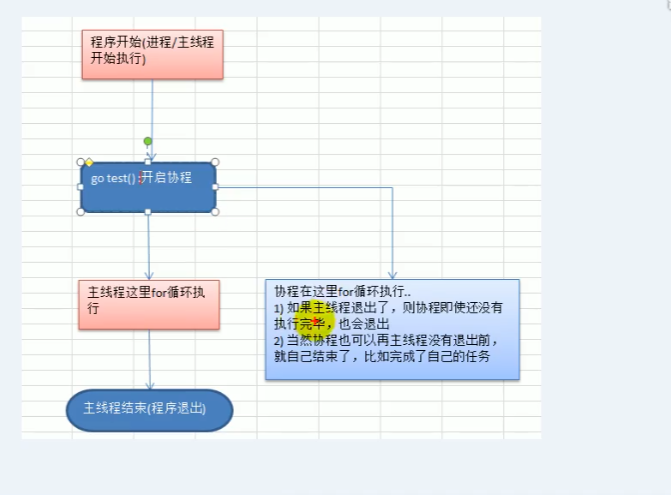 程序开始(进程/主线程
开始执行)
go test() :开启协程
主线程这里for循环执
行
协程在这里for循环执行..
1) 如果主线程退出了，则协程即使还没有
执行完毕，也会退出
2) 当然协程也可以再主线程没有退出前，
就自己结束了，比如完成了自己的任务
主线程结束(程序退出)